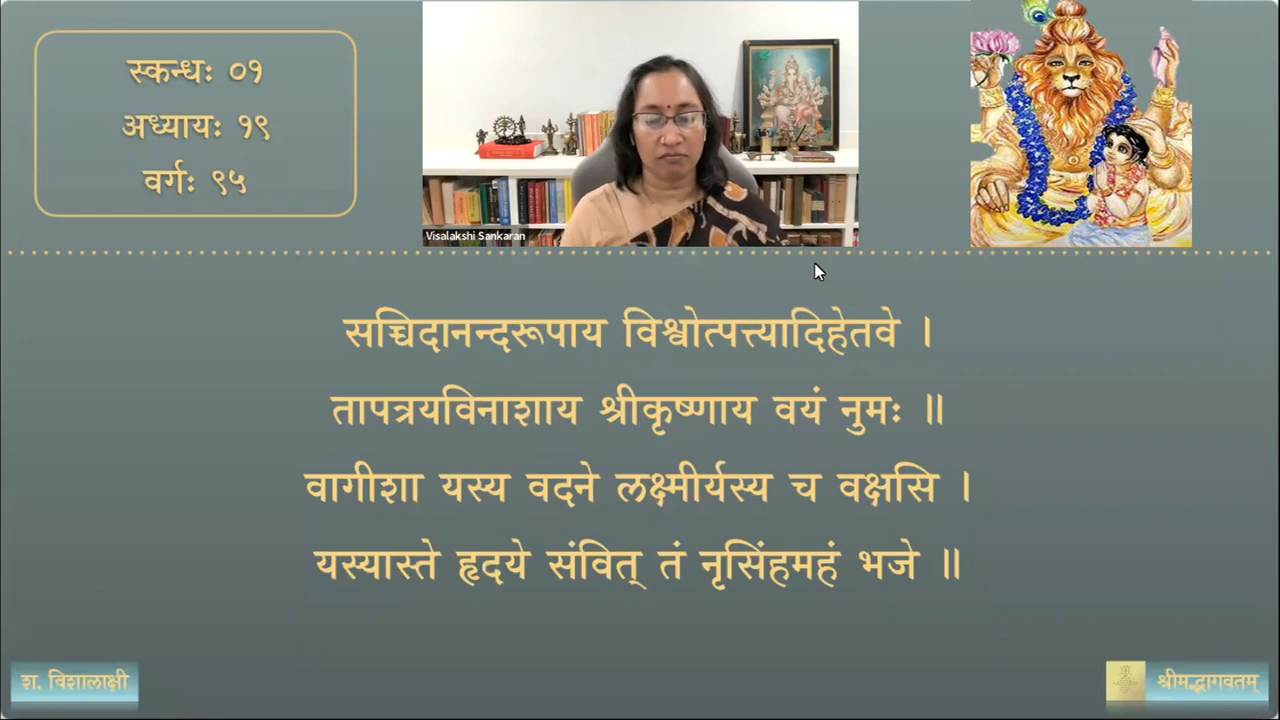 स्कन्धः ०१
अध्यायः १९
वर्गः ९५
Visalakshi Sankaran
सच्चिदानन्दरूपाय विश्वोत्पत्त्यादिहेतवे ।
तापत्रयविनाशाय श्रीकृष्णाय वयं नुमः ॥
वागीशा यस्य वदने लक्ष्मीर्यस्य च वक्षसि ।
यस्यास्ते हृदये संवित् तं नृसिंहमहं भजे ॥
श. विशालाक्षी
श्रीमद्भागवतम्